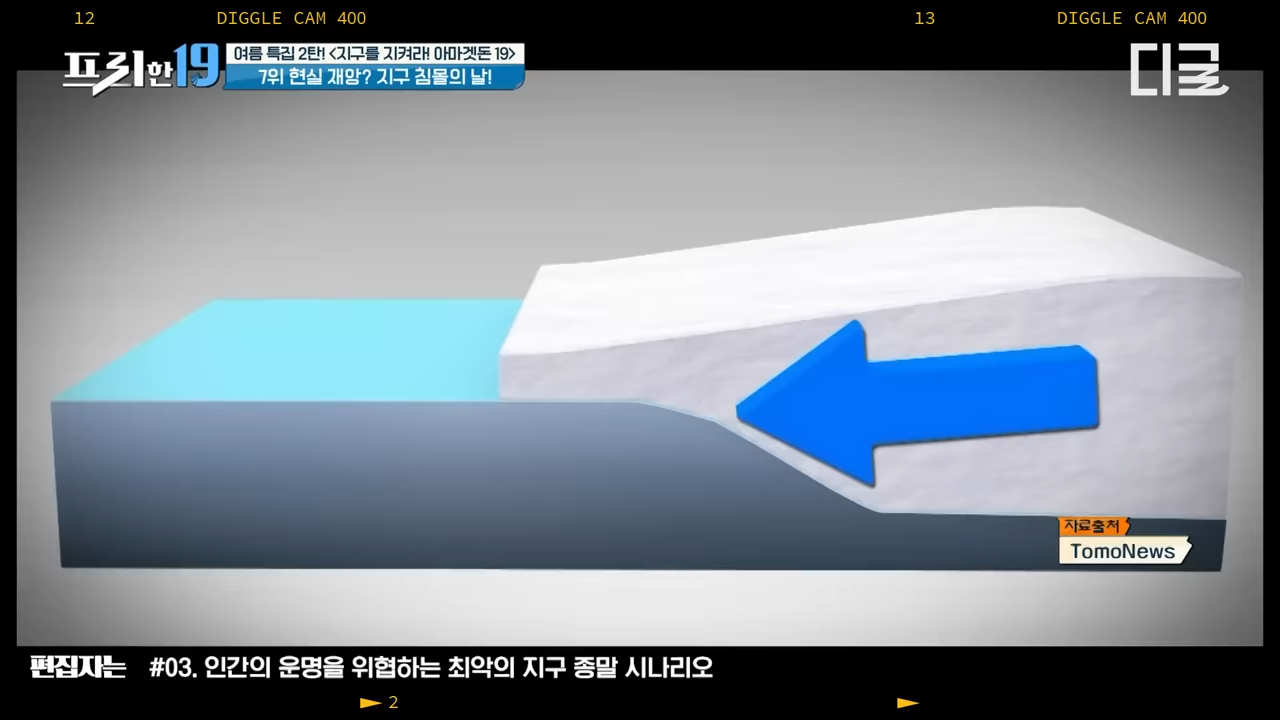 12 DIGGLE CAM 400 13 DIGGLE CAM 400
프리한19
여름 특집 2탄! <지구를 지켜라! 아마겟돈 19>
7위 현실 재앙? 지구 침몰의 날!
디글
자료출처
TomoNews
편집자는 #03. 인간의 운명을 위협하는 최악의 지구 종말 시나리오
2